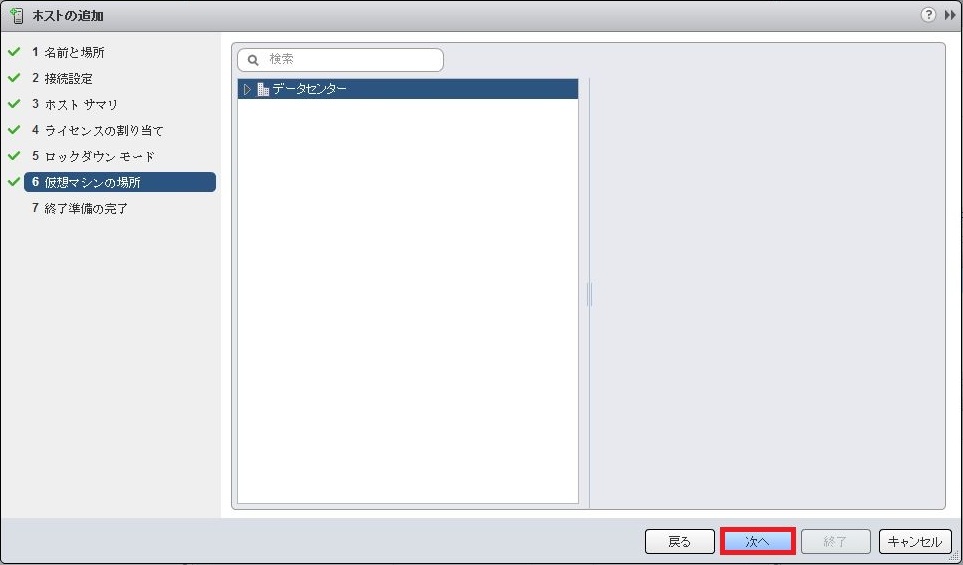 ホストの追加
?
1 名前と場所
2 接続設定
3 ホスト サマリ
4 ライセンスの割り当て
5 ロックダウン モード
6 仮想マシンの場所
7 終了準備の完了
検索
データセンター
戻る
次へ
終了
キャンセル